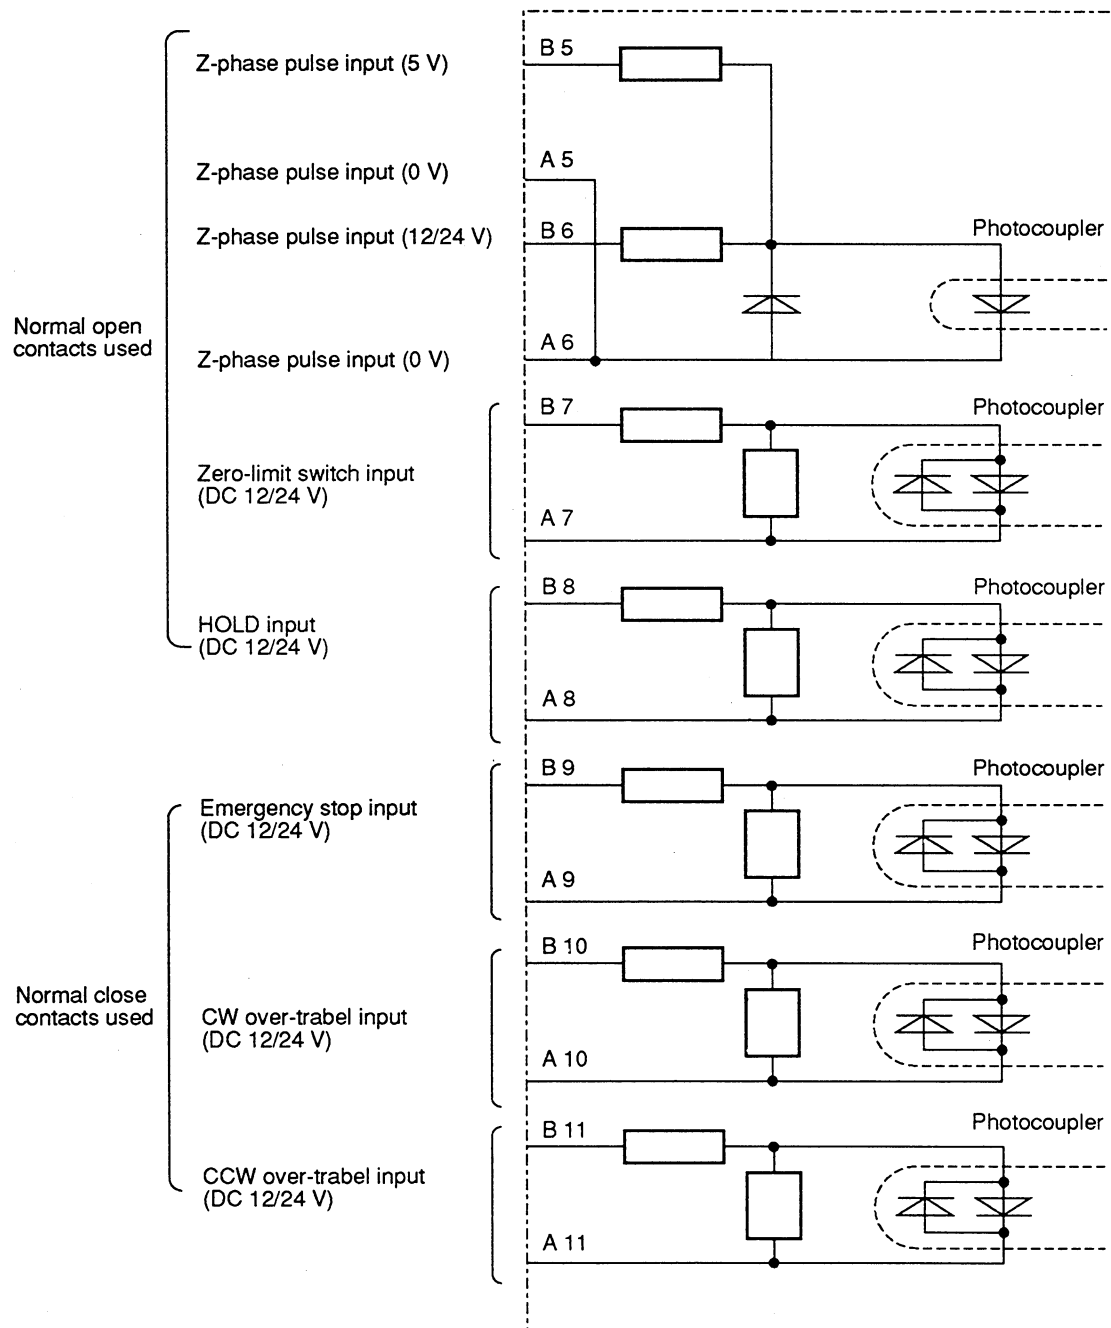 B 5
Z-phase pulse input (5 V)
A 5
Z-phase pulse input (0 V)
B 6
Z-phase pulse input (12/24 V)
Photocoupler
Normal open
contacts used
A 6
Z-phase pulse input (0 V)
B 7
Photocoupler
Zero-limit switch input
(DC 12/24 V)
A 7
B 8
Photocoupler
HOLD input
(DC 12/24 V)
A 8
B 9
Photocoupler
Emergency stop input
(DC 12/24 V)
A 9
B 10
Photocoupler
Normal close
contacts used
CW over-trabel input
(DC 12/24 V)
A 10
B 11
Photocoupler
CCW over-trabel input
(DC 12/24 V)
A 11